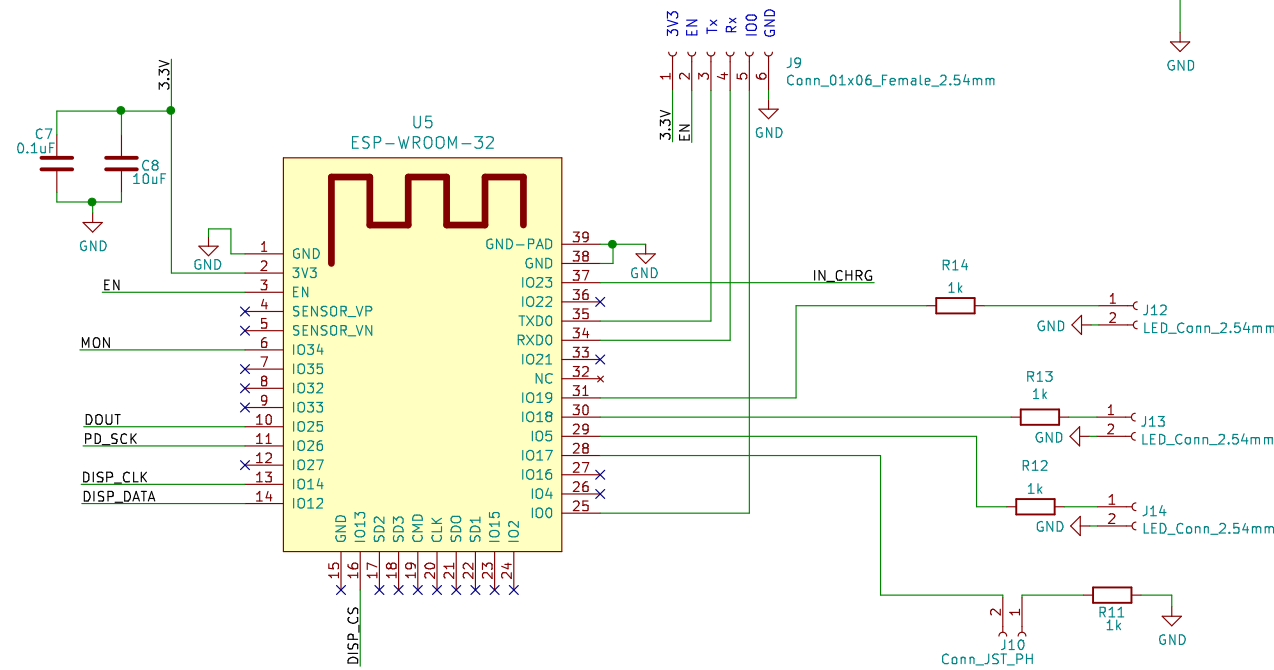 3V3
EN
Tx
Rx
IO0
GND
1
2
3
4
5
6
J9
Conn_01x06_Female_2.54mm
3.3V
EN
GND
GND
3.3V
C7
0.1uF
C8
10uF
GND
U5
ESP-WROOM-32
GND
1 GND
2 3V3
EN 3 EN
4 SENSOR_VP
5 SENSOR_VN
MON 6 IO34
7 IO35
8 IO32
9 IO33
DOUT 10 IO25
PD_SCK 11 IO26
12 IO27
DISP_CLK 13 IO14
DISP_DATA 14 IO12
GND IO13 SD2 SD3 CMD CLK SD0 SD1 IO15 IO2
15 16 17 18 19 20 21 22 23 24
DISP_CS
GND-PAD 39
GND 38
GND
IO23 37 IN_CHRG
IO22 36
TXD0 35
RXD0 34
IO21 33
NC 32
IO19 31
IO18 30
IO5 29
IO17 28
IO16 27
IO4 26
IO0 25
R14
1k
1
J12
GND 2
LED_Conn_2.54mm
R13
1k
1
J13
GND 2
LED_Conn_2.54mm
R12
1k
1
J14
GND 2
LED_Conn_2.54mm
2 1
J10
Conn_JST_PH
R11
1k
GND